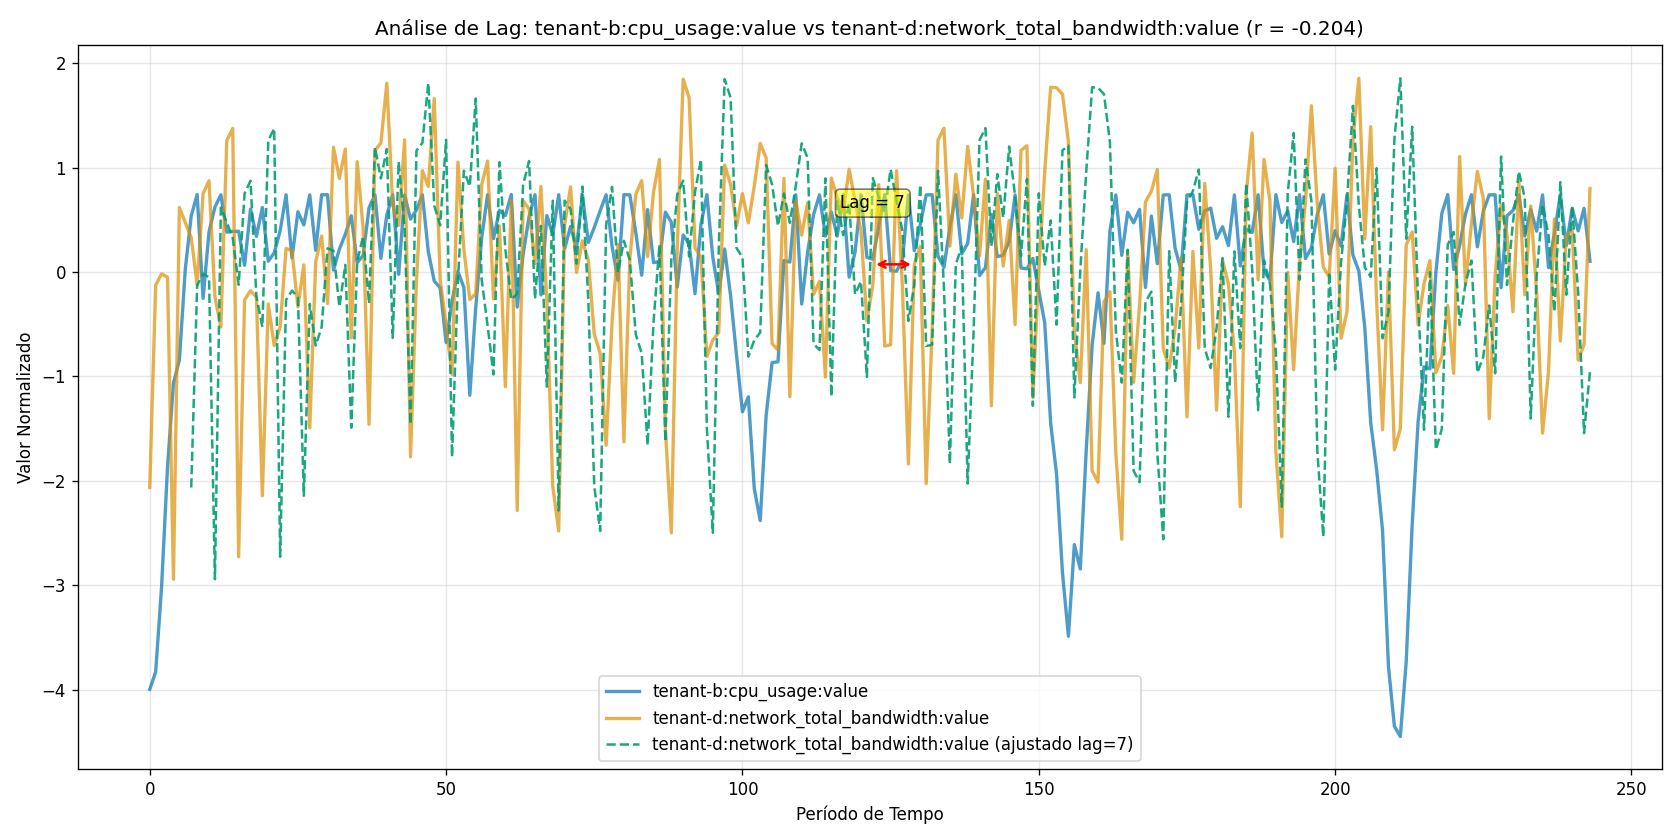 Análise de Lag: tenant-b:cpu_usage:value vs tenant-d:network_total_bandwidth:value (r = -0.204)
Valor Normalizado
2
1
0
−1
−2
−3
−4
Lag = 7
tenant-b:cpu_usage:value
tenant-d:network_total_bandwidth:value
tenant-d:network_total_bandwidth:value (ajustado lag=7)
0 50 100 150 200 250
Período de Tempo